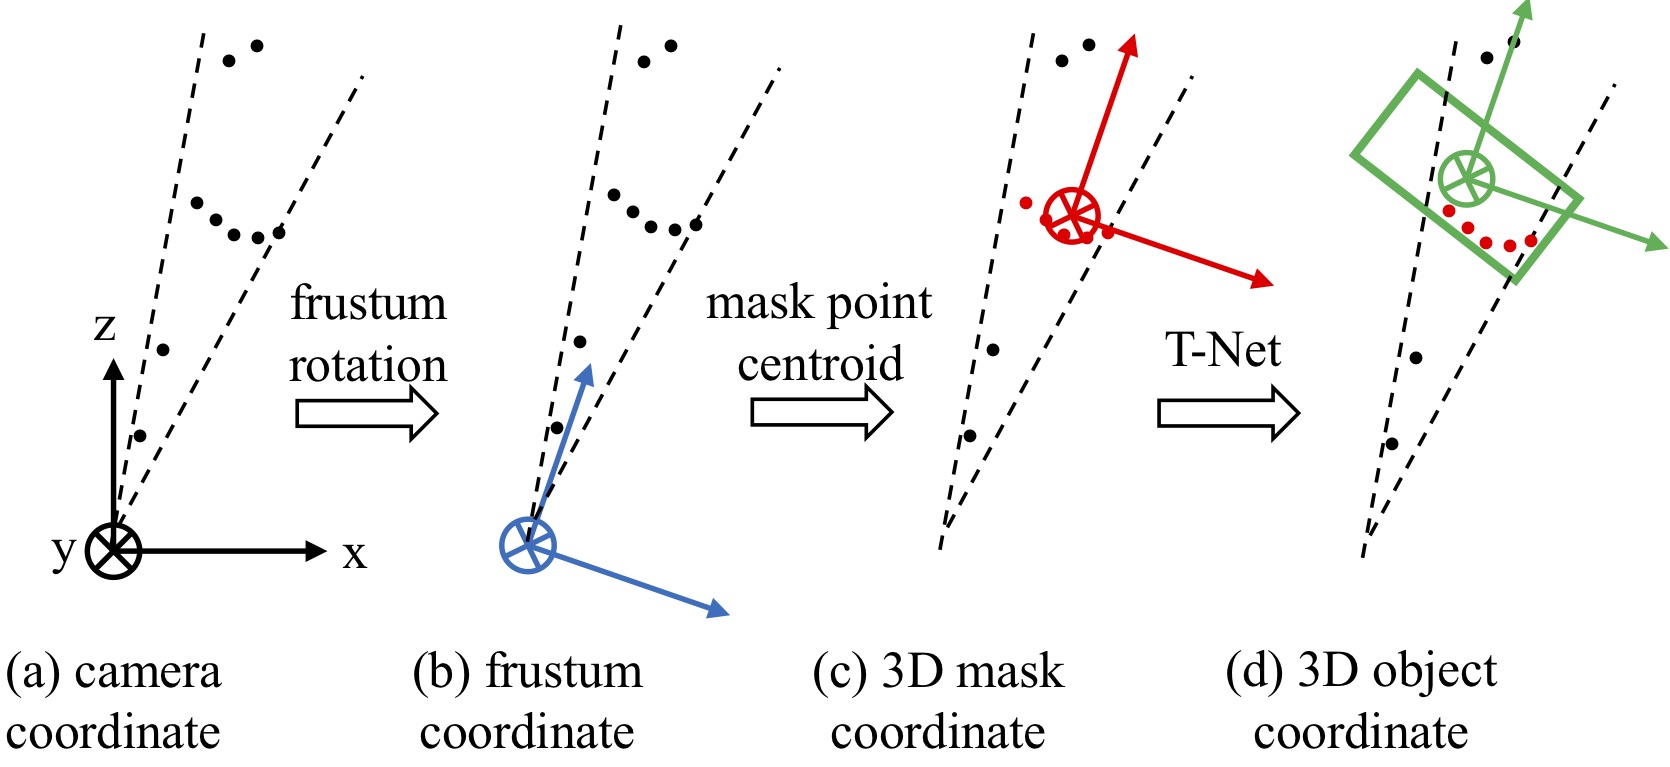 z
y
x
frustum
rotation
mask point
centroid
T-Net
(a) camera
coordinate
(b) frustum
coordinate
(c) 3D mask
coordinate
(d) 3D object
coordinate